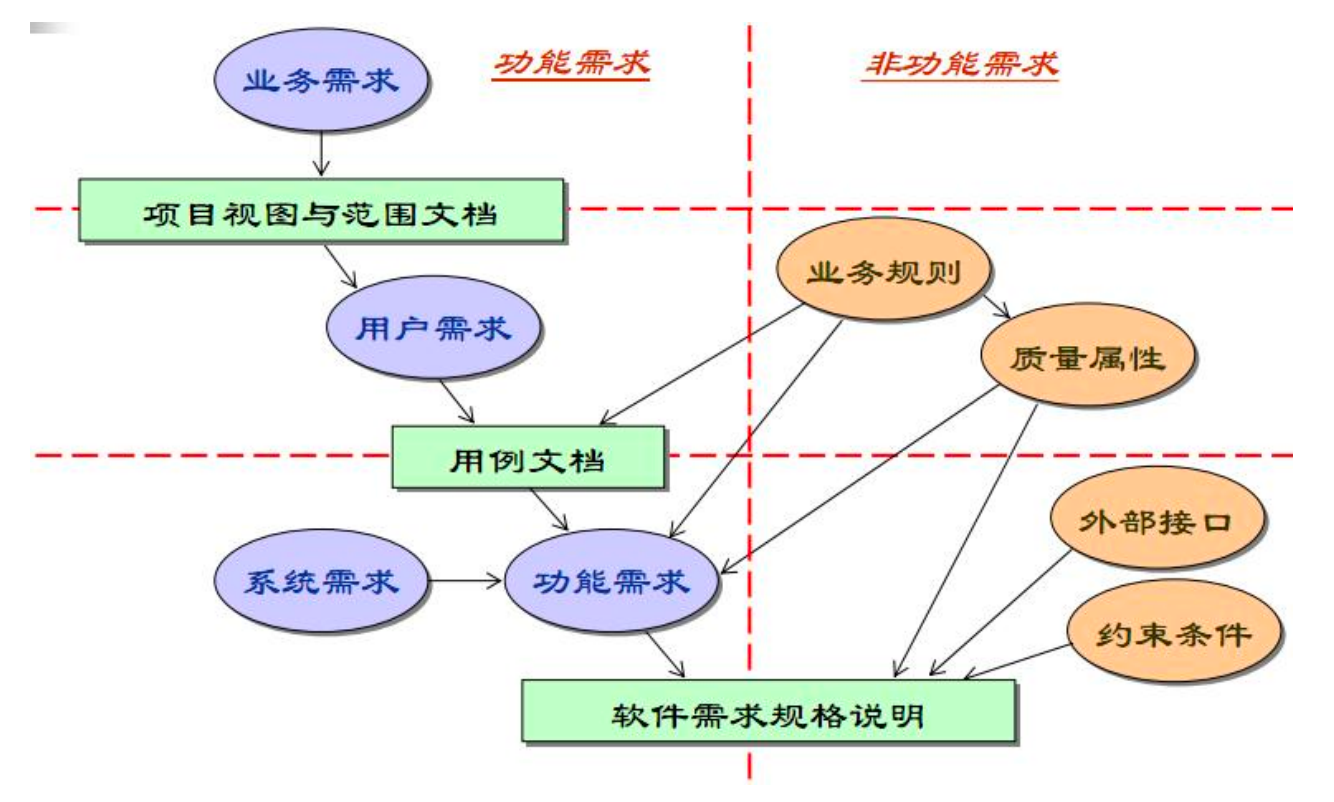 功能需求
非功能需求
业务需求
项目视图与范围文档
业务规则
用户需求
质量属性
用例文档
外部接口
系统需求
功能需求
约束条件
软件需求规格说明